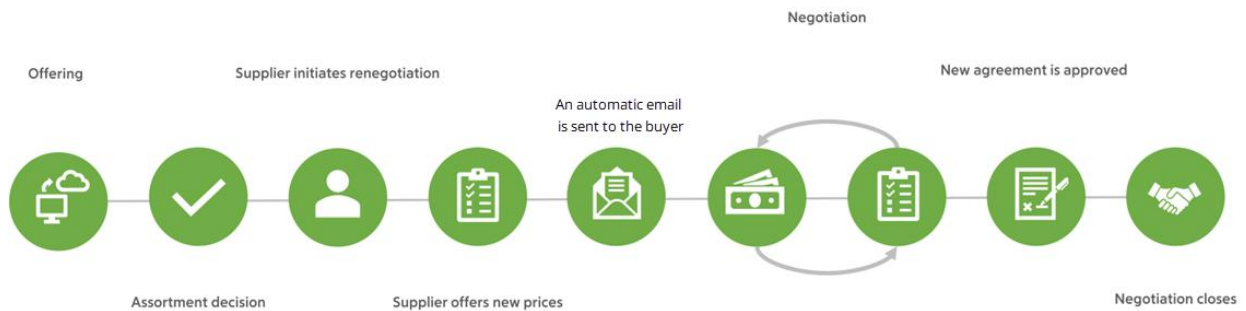 Negotiation
Offering
Supplier initiates renegotiation
New agreement is approved
An automatic email
is sent to the buyer
Assortment decision
Supplier offers new prices
Negotiation closes